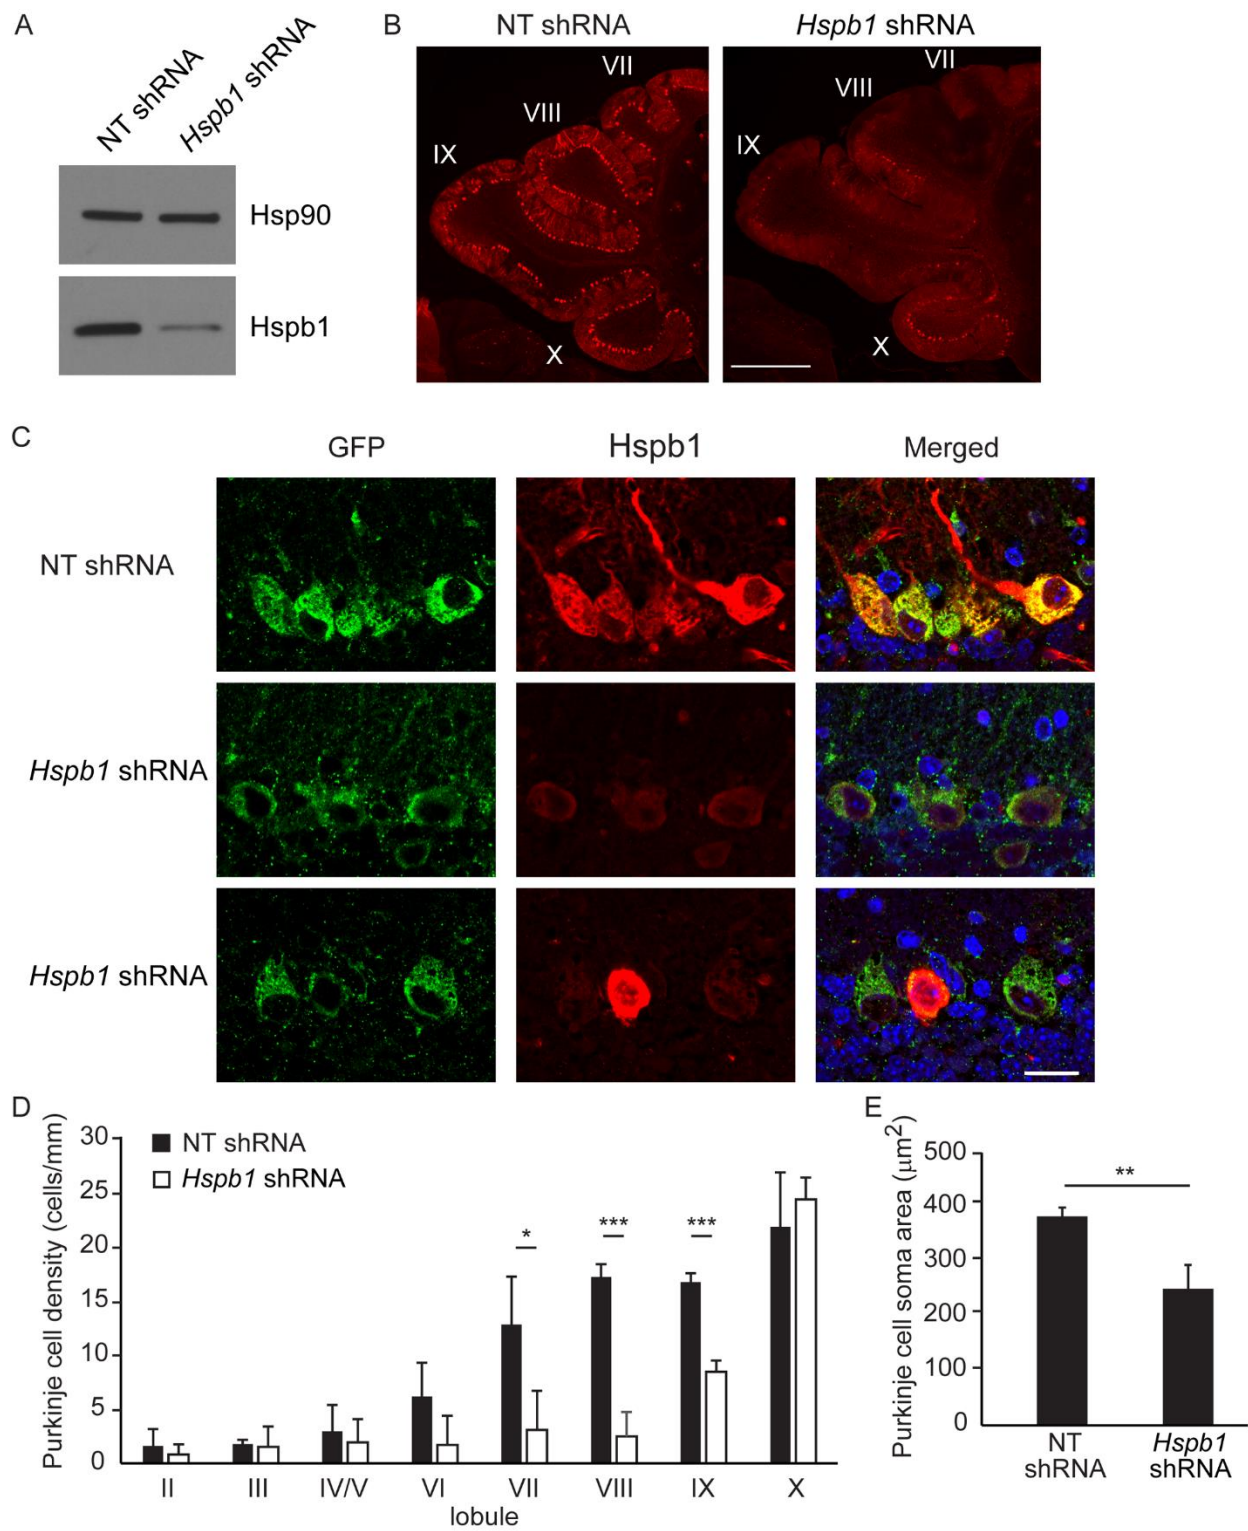 A
NT shRNA
Hspb1 shRNA
Hsp90
Hspb1
B
NT shRNA
Hspb1 shRNA
VII
VIII
IX
X
VII
VIII
IX
X
C
GFP
Hspb1
Merged
NT shRNA
Hspb1 shRNA
Hspb1 shRNA
D
Purkinje cell density (cells/mm)
30
25
20
15
10
5
0
NT shRNA
Hspb1 shRNA
*
***
***
II
III
IV/V
VI
VII
VIII
IX
X
lobule
E
Purkinje cell soma area (μm²)
500
400
300
200
100
0
**
NT
shRNA
Hspb1
shRNA